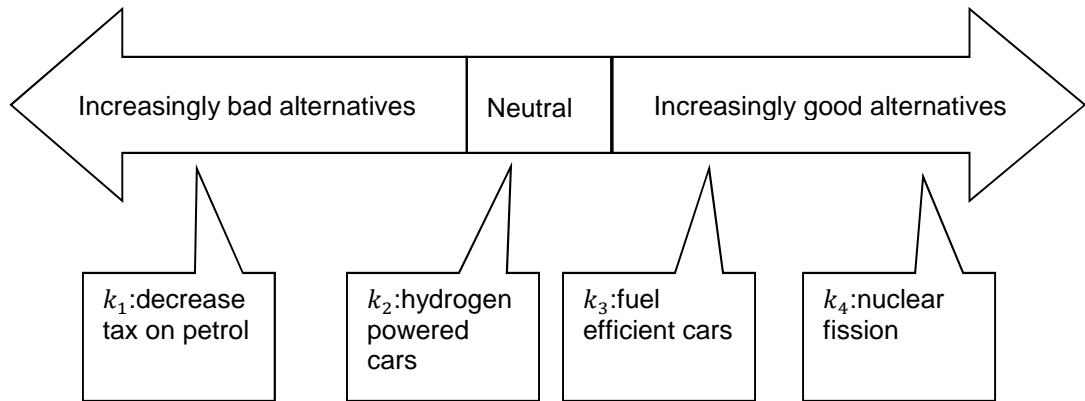 Increasingly bad alternatives
Neutral
Increasingly good alternatives
𝑘₁:decrease
tax on petrol
𝑘₂:hydrogen
powered
cars
𝑘₃:fuel
efficient cars
𝑘₄:nuclear
fission